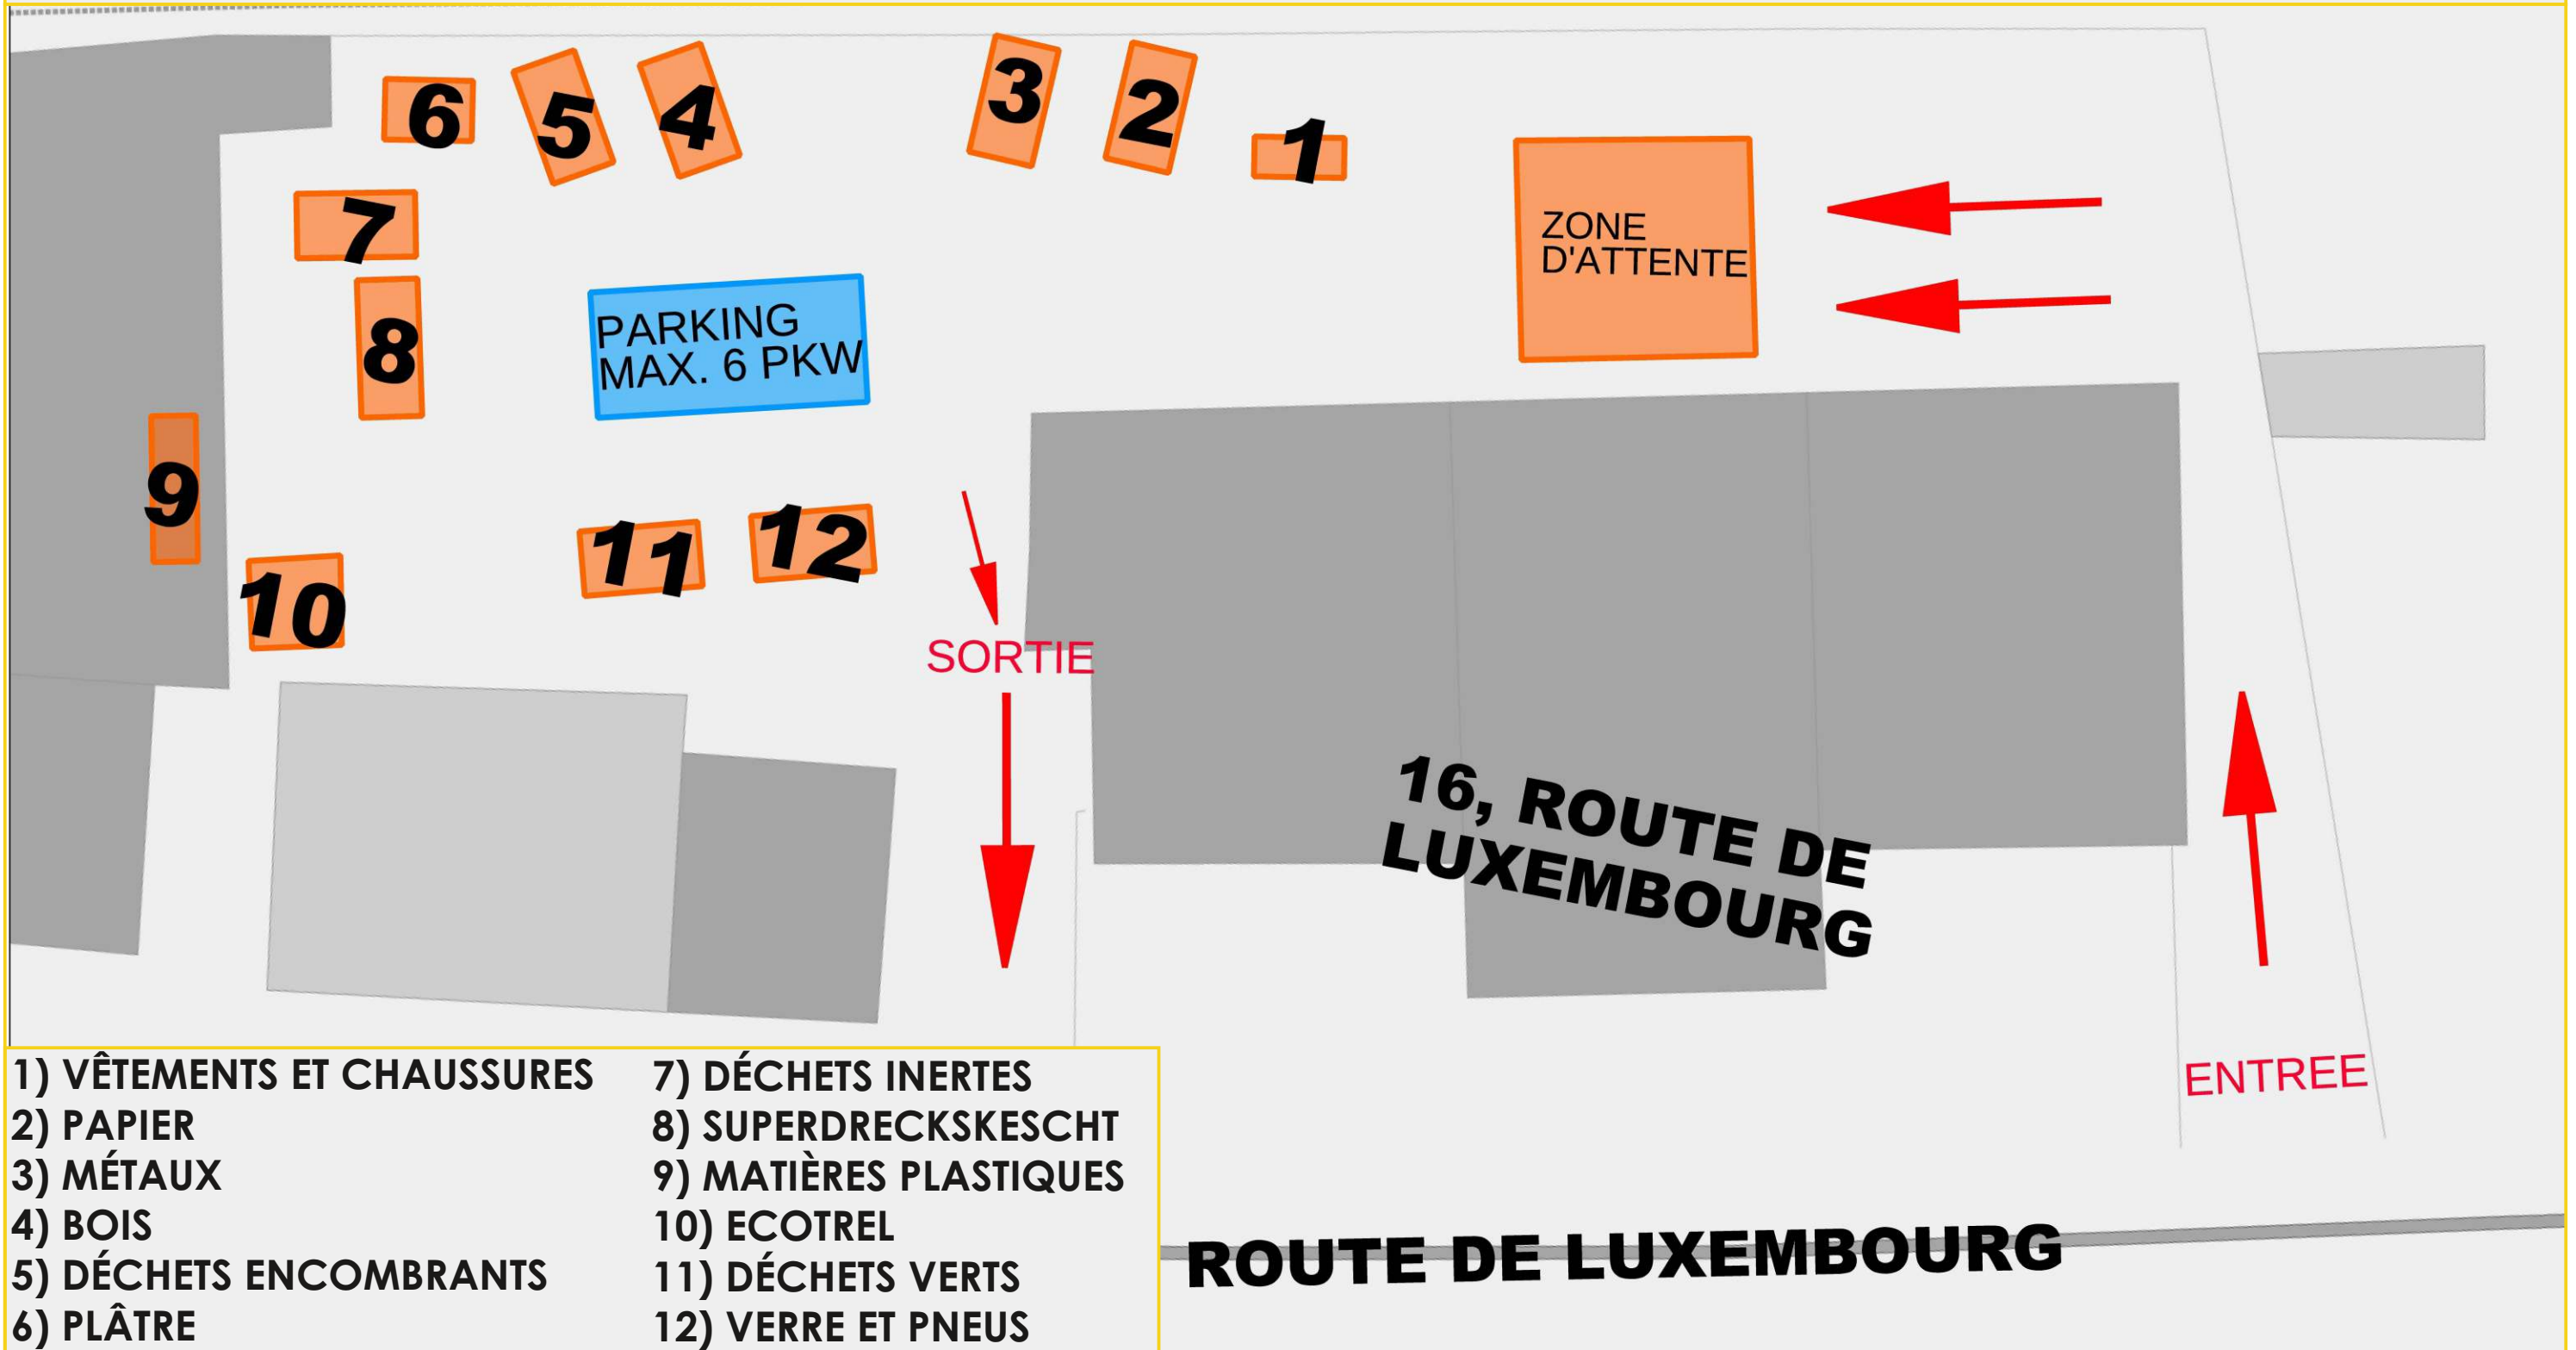 6
5
4
3
2
1
7
ZONE
D'ATTENTE
8
PARKING
MAX. 6 PKW
9
10
11
12
SORTIE
16, ROUTE DE
LUXEMBOURG
ENTREE
1) VÊTEMENTS ET CHAUSSURES
2) PAPIER
3) MÉTAUX
4) BOIS
5) DÉCHETS ENCOMBRANTS
6) PLÂTRE
7) DÉCHETS INERTES
8) SUPERDRECKSKESCHT
9) MATIÈRES PLASTIQUES
10) ECOTREL
11) DÉCHETS VERTS
12) VERRE ET PNEUS
ROUTE DE LUXEMBOURG